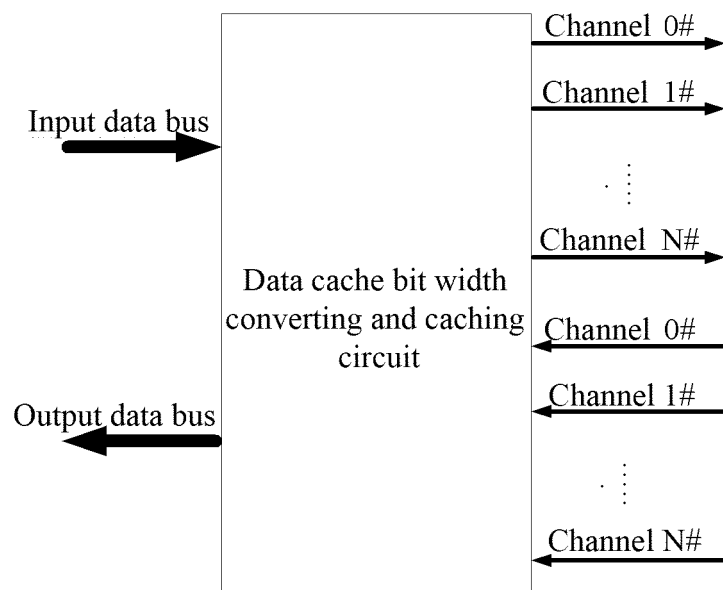 Channel 0#
Channel 1#
Input data bus
Channel N#
Data cache bit width
converting and caching
circuit
Channel 0#
Channel 1#
Output data bus
Channel N#